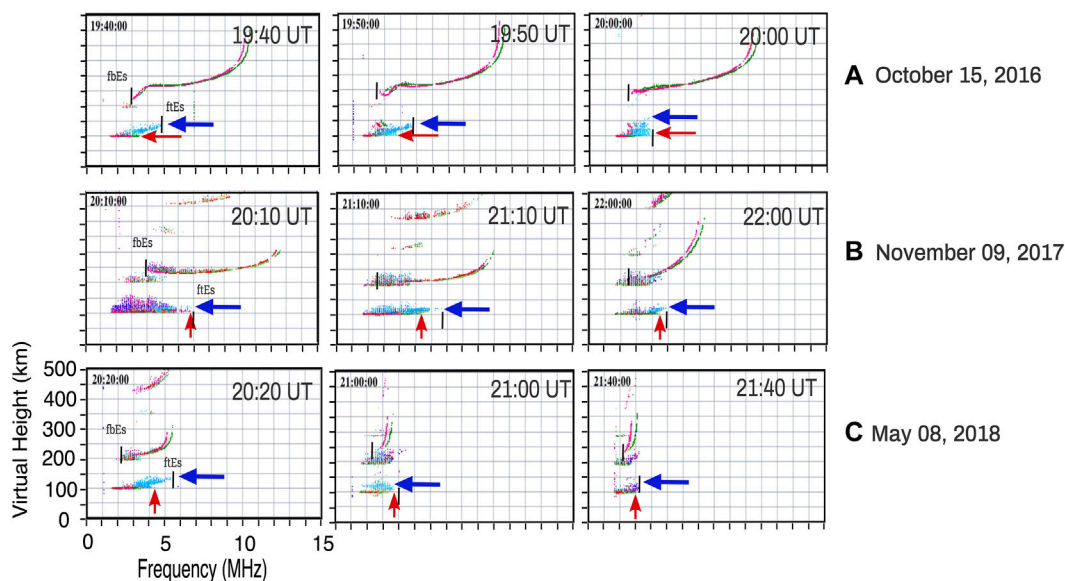 19:40:00
19:40 UT
fbEs
ftEs
19:50:00
19:50 UT
20:00:00
20:00 UT
A October 15, 2016
20:10:00
20:10 UT
fbEs
ftEs
21:10:00
21:10 UT
22:00:00
22:00 UT
B November 09, 2017
20:20:00
20:20 UT
fbEs
ftEs
21:00:00
21:00 UT
21:40:00
21:40 UT
C May 08, 2018
Virtual Height (km)
500
400
300
200
100
0
0 5 10 15
Frequency (MHz)